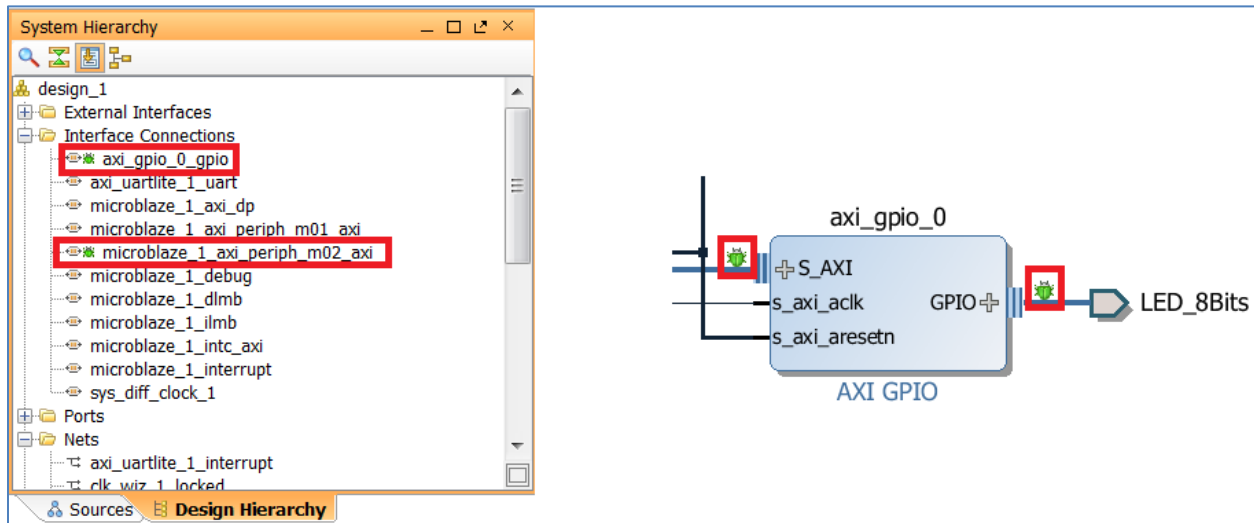 System Hierarchy
design_1
External Interfaces
Interface Connections
axi_gpio_0_gpio
axi_uartlite_1_uart
microblaze_1_axi_dp
microblaze_1_axi_periph_m01_axi
microblaze_1_axi_periph_m02_axi
microblaze_1_debug
microblaze_1_dlmb
microblaze_1_ilmb
microblaze_1_intc_axi
microblaze_1_interrupt
sys_diff_clock_1
Ports
Nets
axi_uartlite_1_interrupt
clk_wiz_1_locked
Sources
Design Hierarchy
axi_gpio_0
S_AXI
s_axi_aclk
GPIO
s_axi_aresetn
LED_8Bits
AXI GPIO